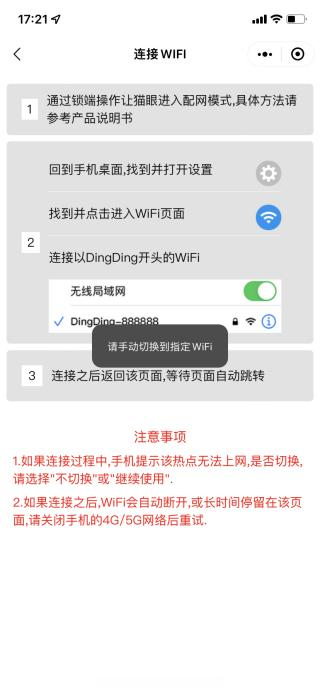 17:21
连接WIFI
1
通过锁端操作让猫眼进入配网模式,具体方法请
参考产品说明书
回到手机桌面,找到并打开设置
找到并点击进入WiFi页面
2
连接以DingDing开头的WiFi
无线局域网
DingDing-888888
请手动切换到指定WiFi
3
连接之后返回该页面,等待页面自动跳转
注意事项
1.如果连接过程中,手机提示该热点无法上网,是否切换,
请选择"不切换"或"继续使用".
2.如果连接之后,WiFi会自动断开,或长时间停留在该页
面,请关闭手机的4G/5G网络后重试.